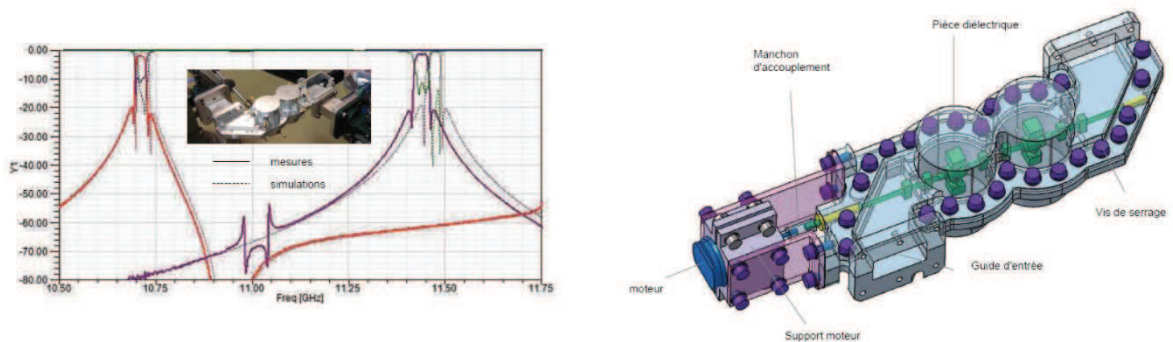 0.00
-10.00
-20.00
-30.00
-40.00
-50.00
-60.00
-70.00
-80.00
Y1
mesures
simulations
10.50
10.75
11.00
11.25
11.50
11.75
Freq [GHz]
Pièce diélectrique
Manchon
d'accouplement
Vis de serrage
Guide d'entrée
moteur
Support moteur